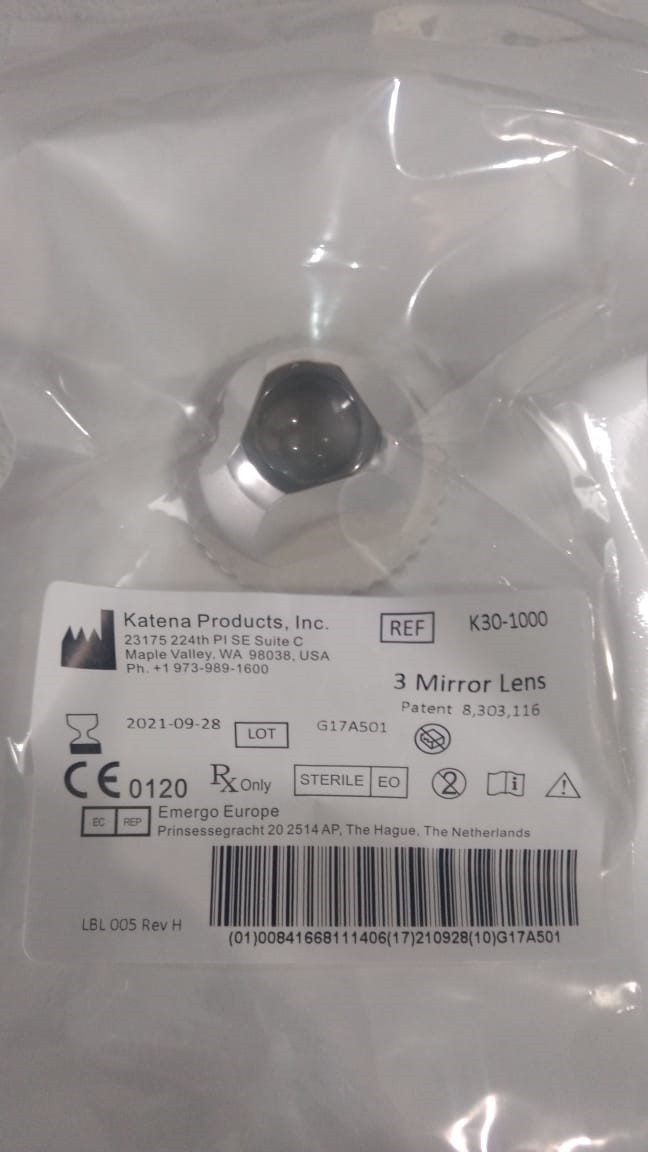 Katena Products, Inc.
23175 224th Pl SE Suite C
Maple Valley, WA 98038, USA
Ph. +1 973-989-1600
REF K30-1000
3 Mirror Lens
Patent 8,303,116
2021-09-28 LOT G17A501
CE 0120 Rx Only STERILE EO 2 i !
EC REP Emergo Europe
Prinsessegracht 20 2514 AP, The Hague, The Netherlands
LBL 005 Rev H
(01)00841668111406(17)210928(10)G17A501